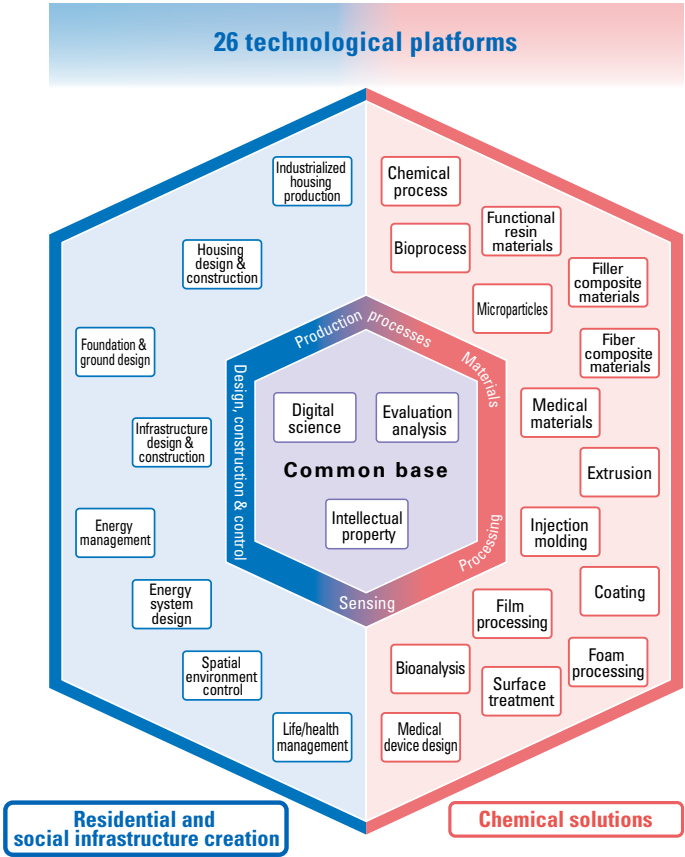 26 technological platforms
Industrialized
housing
production
Housing
design &
construction
Foundation &
ground design
Infrastructure
design &
construction
Energy
management
Energy
system
design
Spatial
environment
control
Life/health
management
Chemical
process
Bioprocess
Functional
resin
materials
Filler
composite
materials
Microparticles
Fiber
composite
materials
Medical
materials
Extrusion
Injection
molding
Coating
Film
processing
Foam
processing
Bioanalysis
Surface
treatment
Medical
device design
Production processes
Materials
Processing
Sensing
Design, construction & control
Digital
science
Evaluation
analysis
Common base
Intellectual
property
Residential and
social infrastructure creation
Chemical solutions